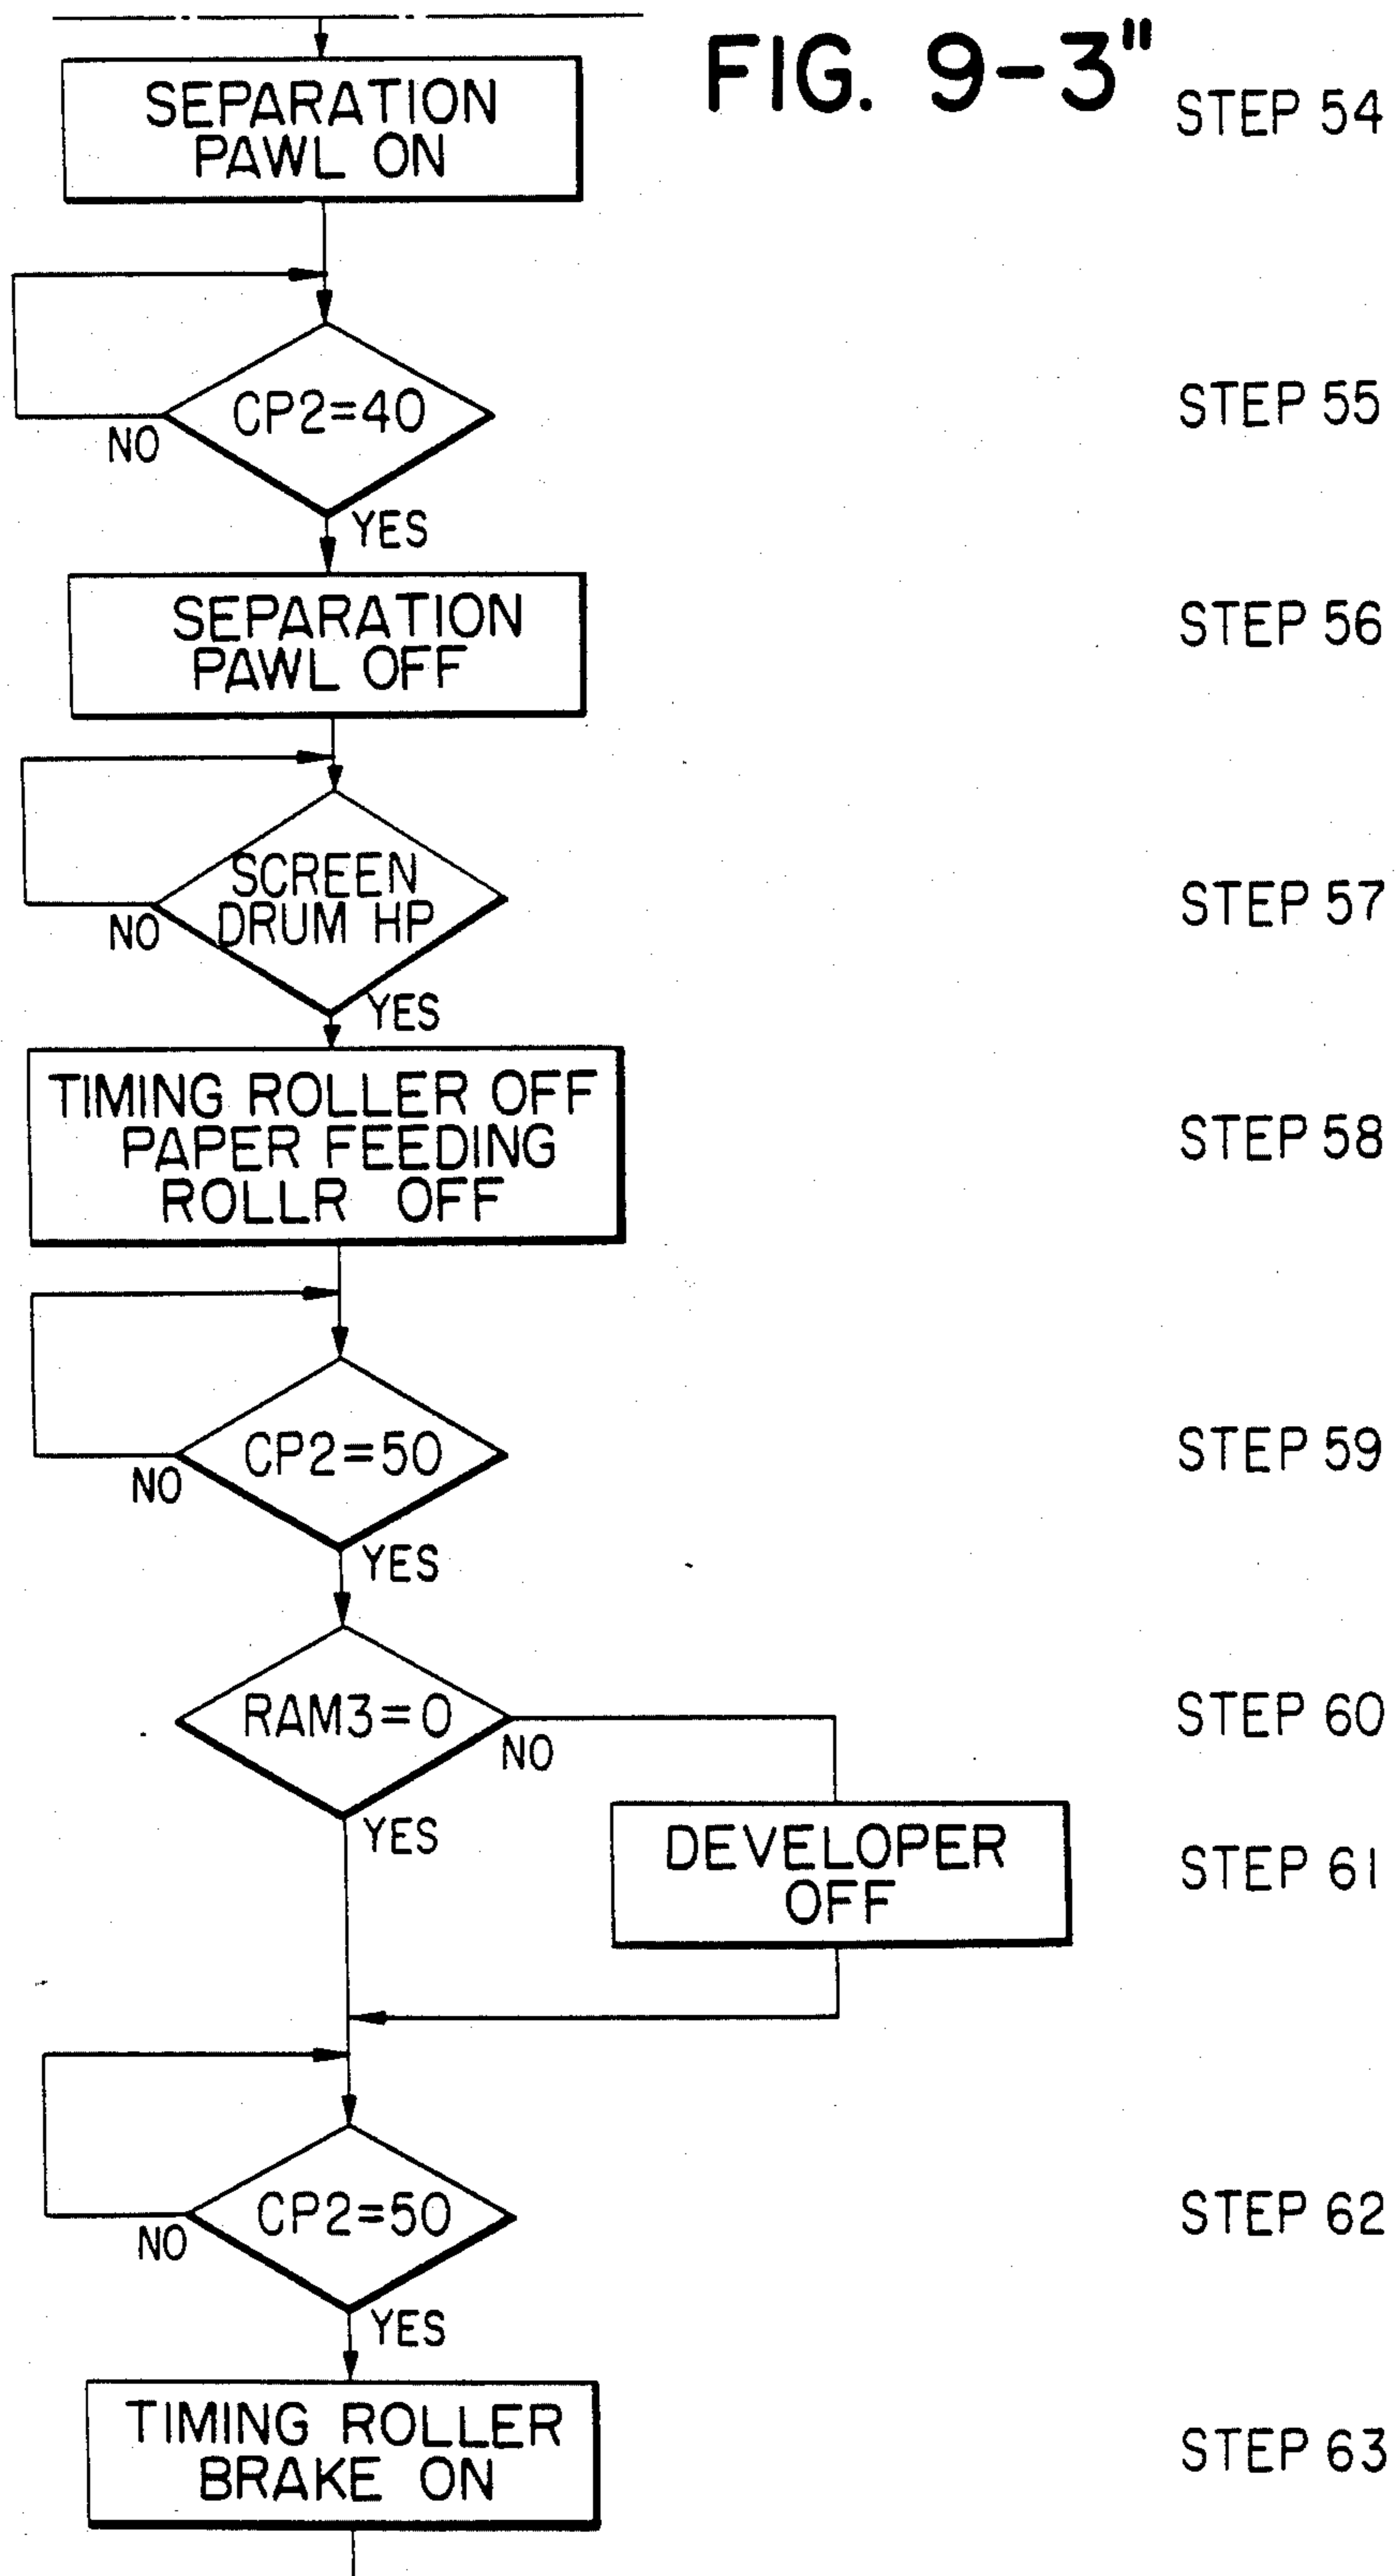 FIG. 9-3"
SEPARATION
PAWL ON
STEP 54
CP2=40
NO
YES
STEP 55
SEPARATION
PAWL OFF
STEP 56
SCREEN
DRUM HP
NO
YES
STEP 57
TIMING ROLLER OFF
PAPER FEEDING
ROLLR OFF
STEP 58
CP2=50
NO
YES
STEP 59
RAM3=0
NO
YES
STEP 60
DEVELOPER
OFF
STEP 61
CP2=50
NO
YES
STEP 62
TIMING ROLLER
BRAKE ON
STEP 63